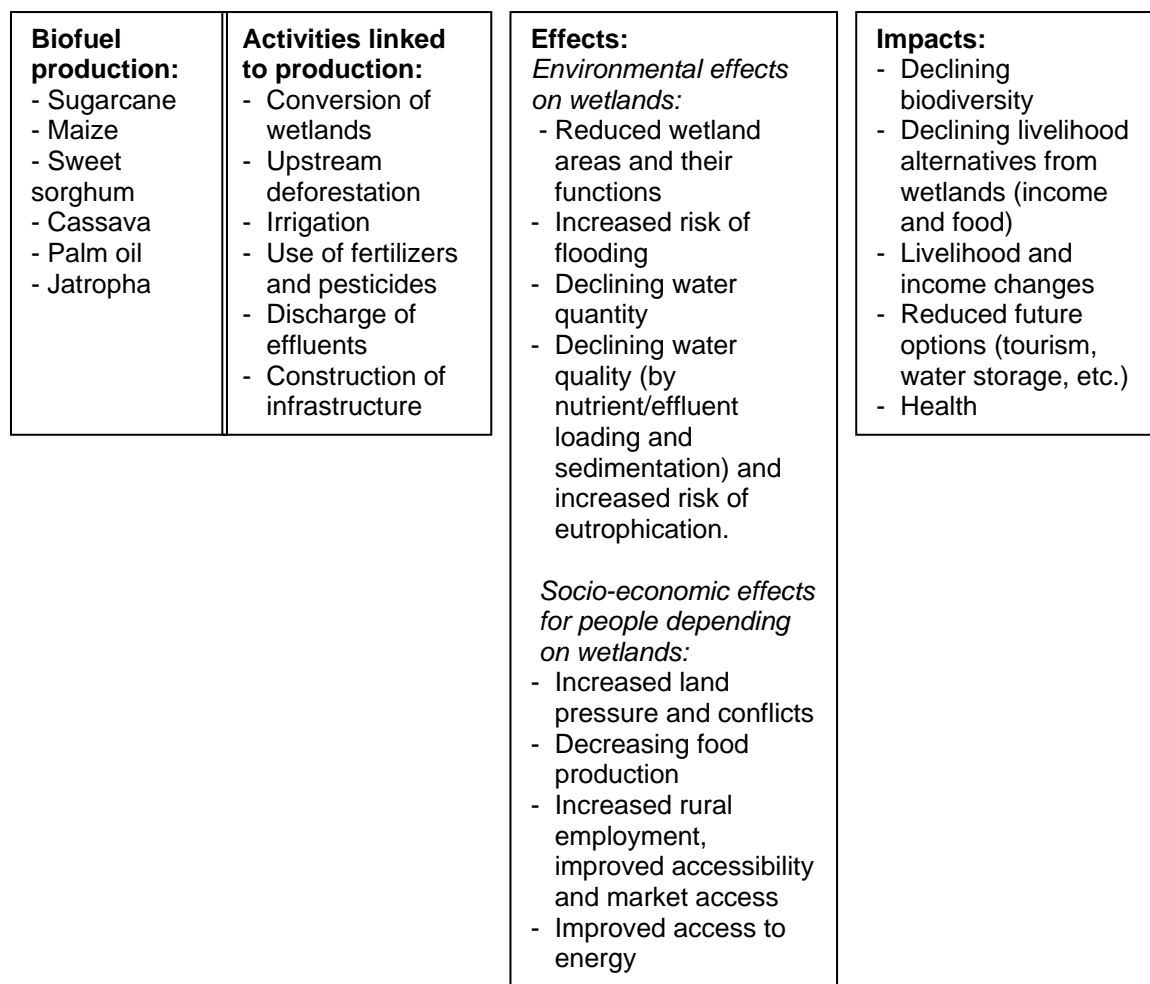 Biofuel
production:
- Sugarcane
- Maize
- Sweet
sorghum
- Cassava
- Palm oil
- Jatropha
Activities linked
to production:
- Conversion of
wetlands
- Upstream
deforestation
- Irrigation
- Use of fertilizers
and pesticides
- Discharge of
effluents
- Construction of
infrastructure
Effects:
Environmental effects
on wetlands:
- Reduced wetland
areas and their
functions
- Increased risk of
flooding
- Declining water
quantity
- Declining water
quality (by
nutrient/effluent
loading and
sedimentation) and
increased risk of
eutrophication.
Socio-economic effects
for people depending
on wetlands:
- Increased land
pressure and conflicts
- Decreasing food
production
- Increased rural
employment,
improved accessibility
and market access
- Improved access to
energy
Impacts:
- Declining
biodiversity
- Declining livelihood
alternatives from
wetlands (income
and food)
- Livelihood and
income changes
- Reduced future
options (tourism,
water storage, etc.)
- Health